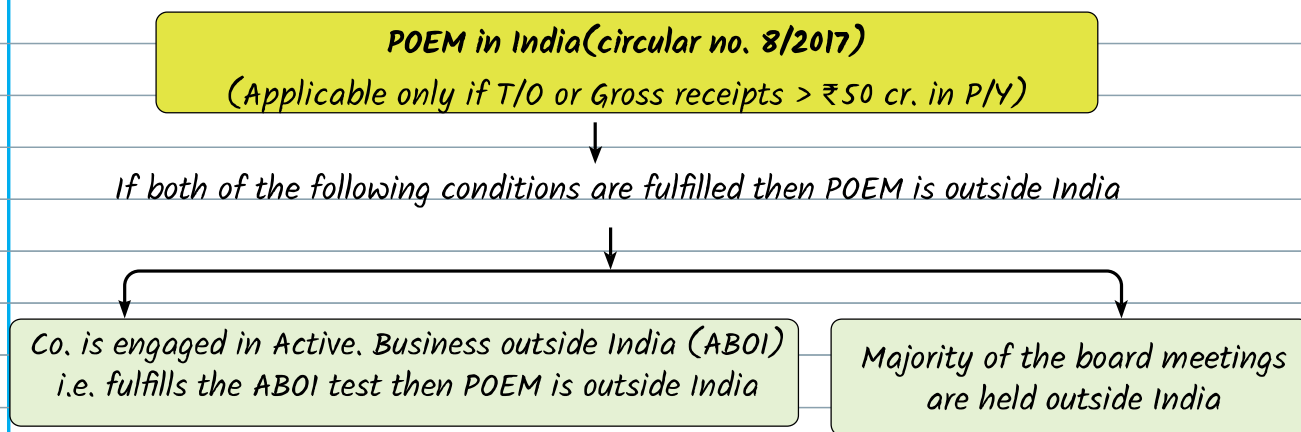 POEM in India(circular no. 8/2017)
(Applicable only if T/O or Gross receipts > ₹50 cr. in P/Y)
If both of the following conditions are fulfilled then POEM is outside India
Co. is engaged in Active. Business outside India (ABOI)
i.e. fulfills the ABOI test then POEM is outside India
Majority of the board meetings
are held outside India